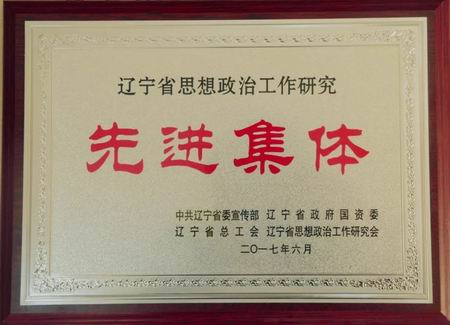 辽宁省思想政治工作研究
先进集体
中共辽宁省委宣传部 辽宁省政府国资委
辽宁省总工会 辽宁省思想政治工作研究会
二〇一七年六月